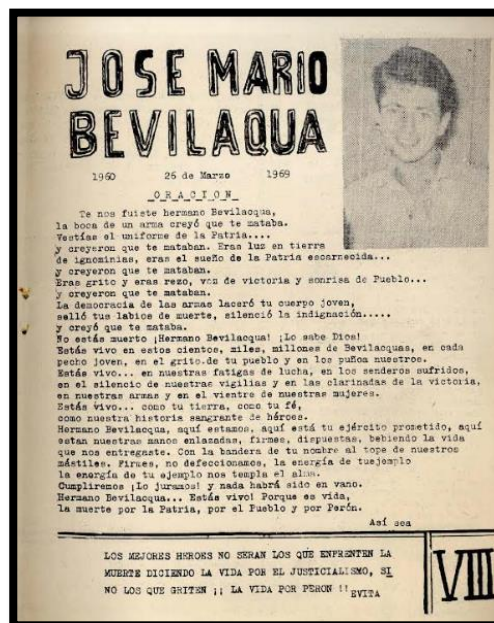 JOSE MARIO
BEVILAQUA
1960 26 de Marzo 1969
ORACION
Te nos fuiste hermano Bevilacqua,
la boca de un arma creyó que te mataba.
Vestías el uniforme de la Patria....
y creyeron que te mataban. Eras luz en tierra
de ignominias, eras el sueño de la Patria escarnecida...
y creyeron que te mataban.
Eras grito y eras rezo, voz de victoria y sonrisa de Pueblo...
y creyeron que te mataban.
La democracia de las armas laceró tu cuerpo joven,
selló tus labios de muerte, silenció la indignación.....
y creyó que te mataba.
No estás muerto ¡Hermano Bevilacqua! ¡Lo sabe Dios!
Estás vivo en estos cientos, miles, millones de Bevilacquas, en cada
pecho joven, en el grito de tu pueblo y en los puños nuestros.
Estás vivo... en nuestras fatigas de lucha, en los senderos sufridos,
en el silencio de nuestras vigilias y en las clarinadas de la victoria,
en nuestras armas y en el vientre de nuestras mujeres.
Estás vivo... como tu tierra, como tu fé,
como nuestra historia sangrante de héroes.
Hermano Bevilacqua, aquí estamos, aquí está tu ejército prometido, aquí
estan nuestras manos enlazadas, firmes, dispuestas, bebiendo la vida
que nos entregaste. Con la bandera de tu nombre al tope de nuestros
mástiles. Firmes, no defeccionamos, la energía de tuejemplo
la energía de tu ejemplo nos templa el alma.
Cumpliremos ¡Lo juramos! y nada habrá sido en vano.
Hermano Bevilacqua... Estás vivo! Porque es vida,
la muerte por la Patria, por el Pueblo y por Perón.
Así sea
LOS MEJORES HEROES NO SERAN LOS QUE ENFRENTEN LA
MUERTE DICIENDO LA VIDA POR EL JUSTICIALISMO, SI
NO LOS QUE GRITEN ¡¡ LA VIDA POR PERON !!
EVITA
VIII